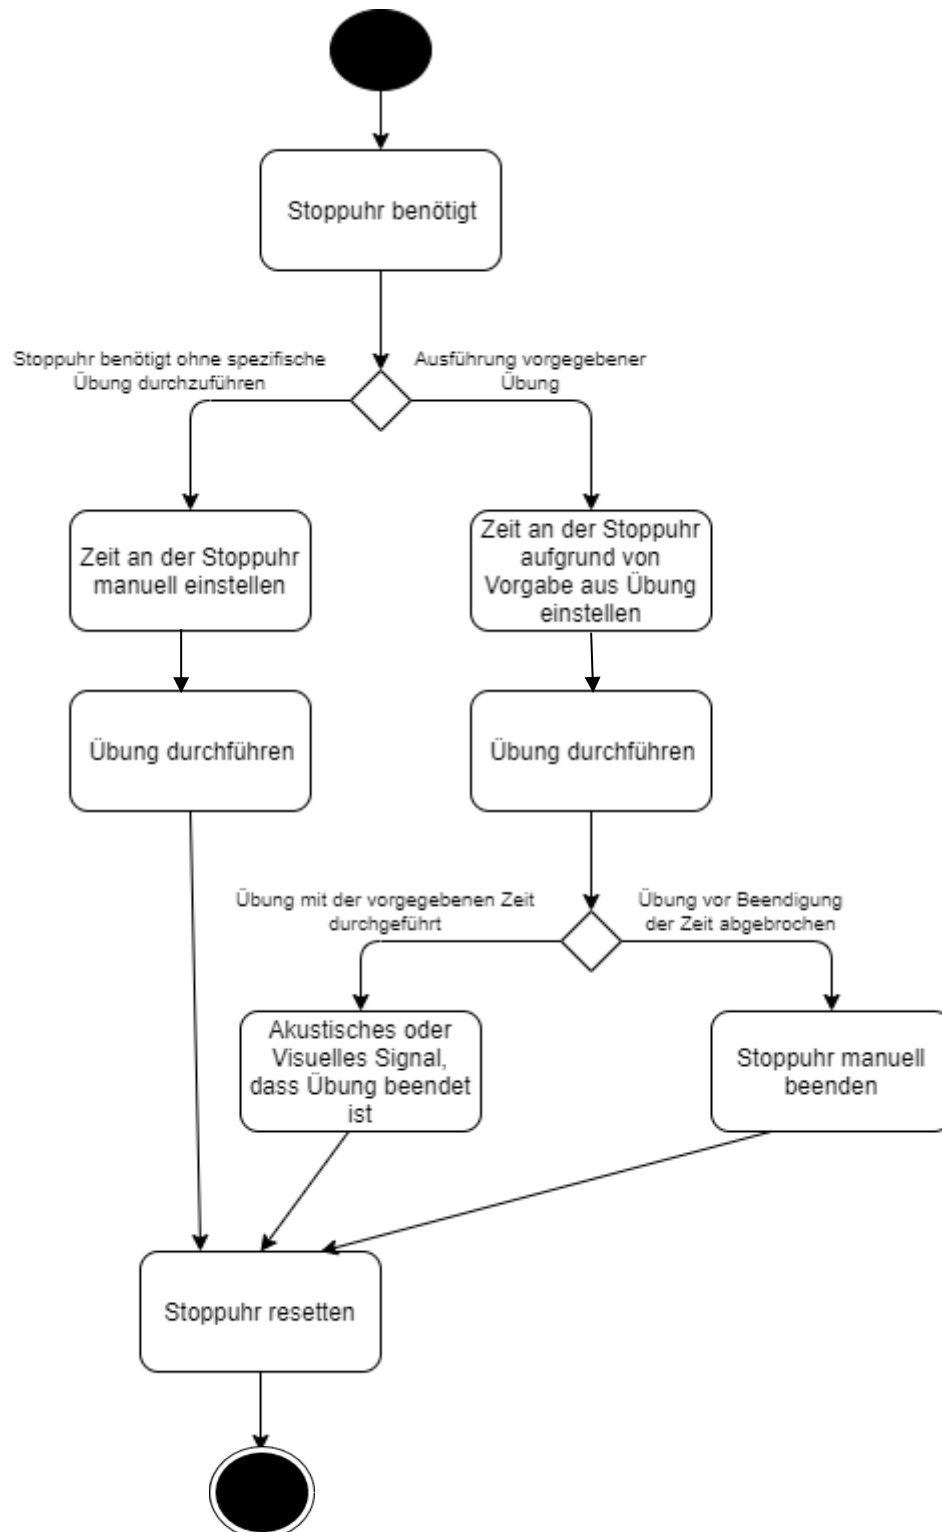 Stoppuhr benötigt
Stoppuhr benötigt ohne spezifische
Übung durchzuführen
Ausführung vorgegebener
Übung
Zeit an der Stoppuhr
manuell einstellen
Zeit an der Stoppuhr
aufgrund von
Vorgabe aus Übung
einstellen
Übung durchführen
Übung durchführen
Übung mit der vorgegebenen Zeit
durchgeführt
Übung vor Beendigung
der Zeit abgebrochen
Akustisches oder
Visuelles Signal,
dass Übung beendet
ist
Stoppuhr manuell
beenden
Stoppuhr resetten